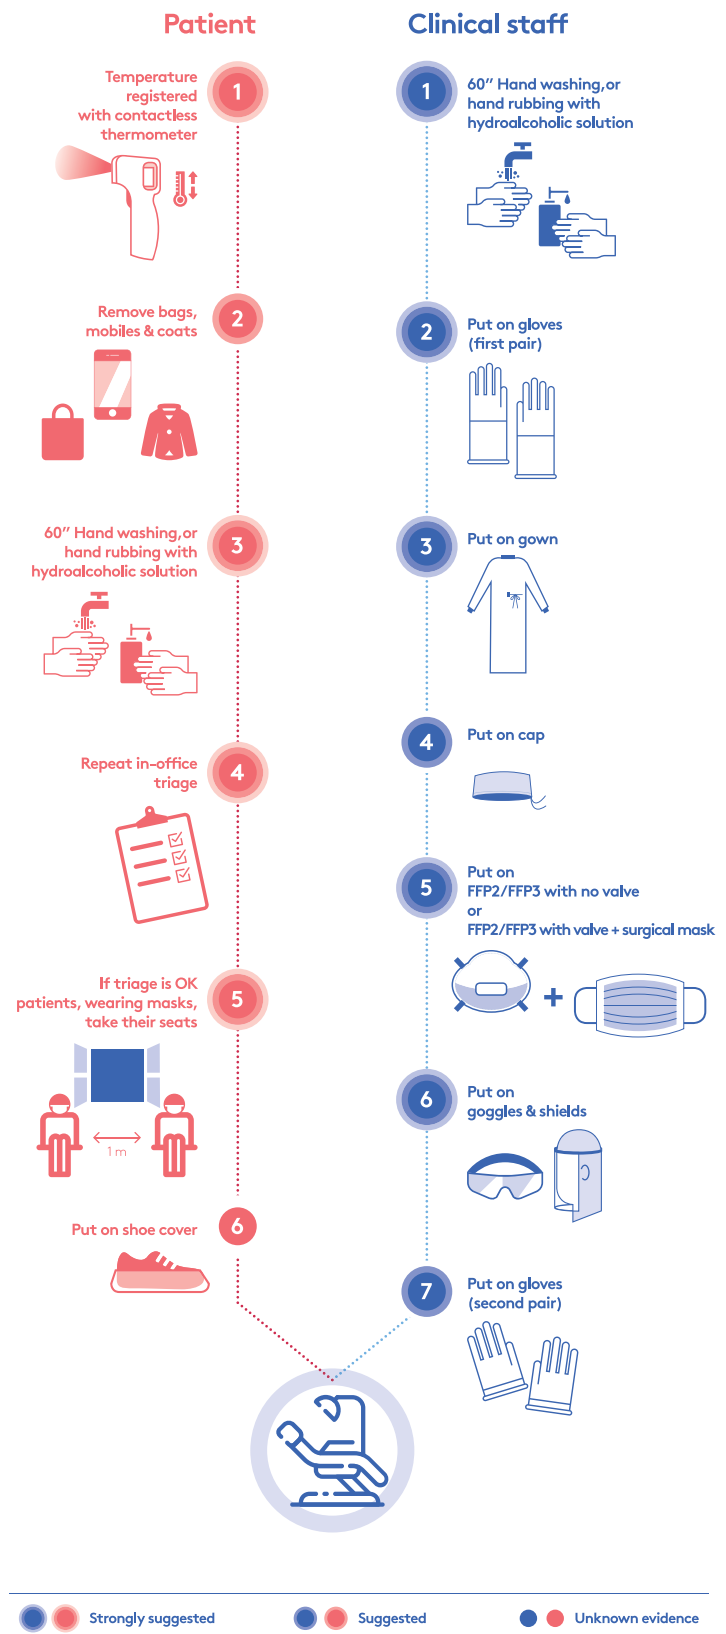 Patient
Clinical staff
1
Temperature
registered
with contactless
thermometer
2
Remove bags,
mobiles & coats
3
60” Hand washing,or
hand rubbing with
hydroalcoholic solution
4
Repeat in-office
triage
5
If triage is OK
patients, wearing masks,
take their seats
1 m
6
Put on shoe cover
1
60” Hand washing,or
hand rubbing with
hydroalcoholic solution
2
Put on gloves
(first pair)
3
Put on gown
4
Put on cap
5
Put on
FFP2/FFP3 with no valve
or
FFP2/FFP3 with valve + surgical mask
+
6
Put on
goggles & shields
7
Put on gloves
(second pair)
Strongly suggested
Suggested
Unknown evidence